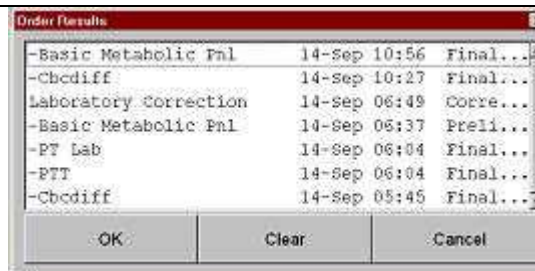 Order Results
-Basic Metabolic Pnl 14-Sep 10:56 Final...
-Cbcdiff 14-Sep 10:27 Final...
Laboratory Correction 14-Sep 06:49 Corre...
-Basic Metabolic Pnl 14-Sep 06:37 Preli...
-PT Lab 14-Sep 06:04 Final...
-PTT 14-Sep 06:04 Final...
-Cbcdiff 14-Sep 05:45 Final...
OK Clear Cancel